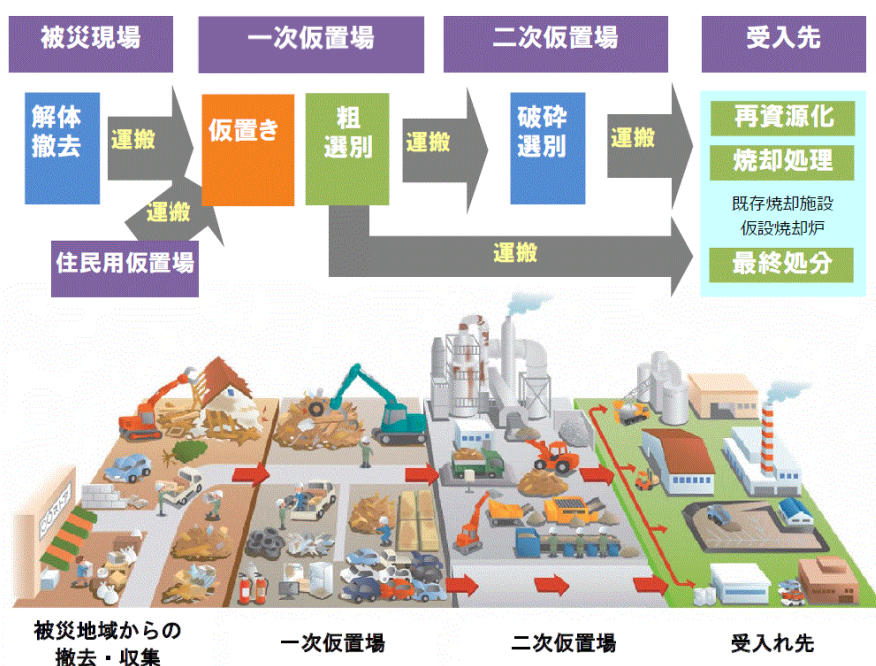 被災現場
一次仮置場
二次仮置場
受入先
解体
撤去
運搬
仮置き
粗
選別
運搬
破砕
選別
運搬
再資源化
焼却処理
既存焼却施設
仮設焼却炉
最終処分
運搬
住民用仮置場
運搬
被災地域からの
撤去・収集
一次仮置場
二次仮置場
受入れ先